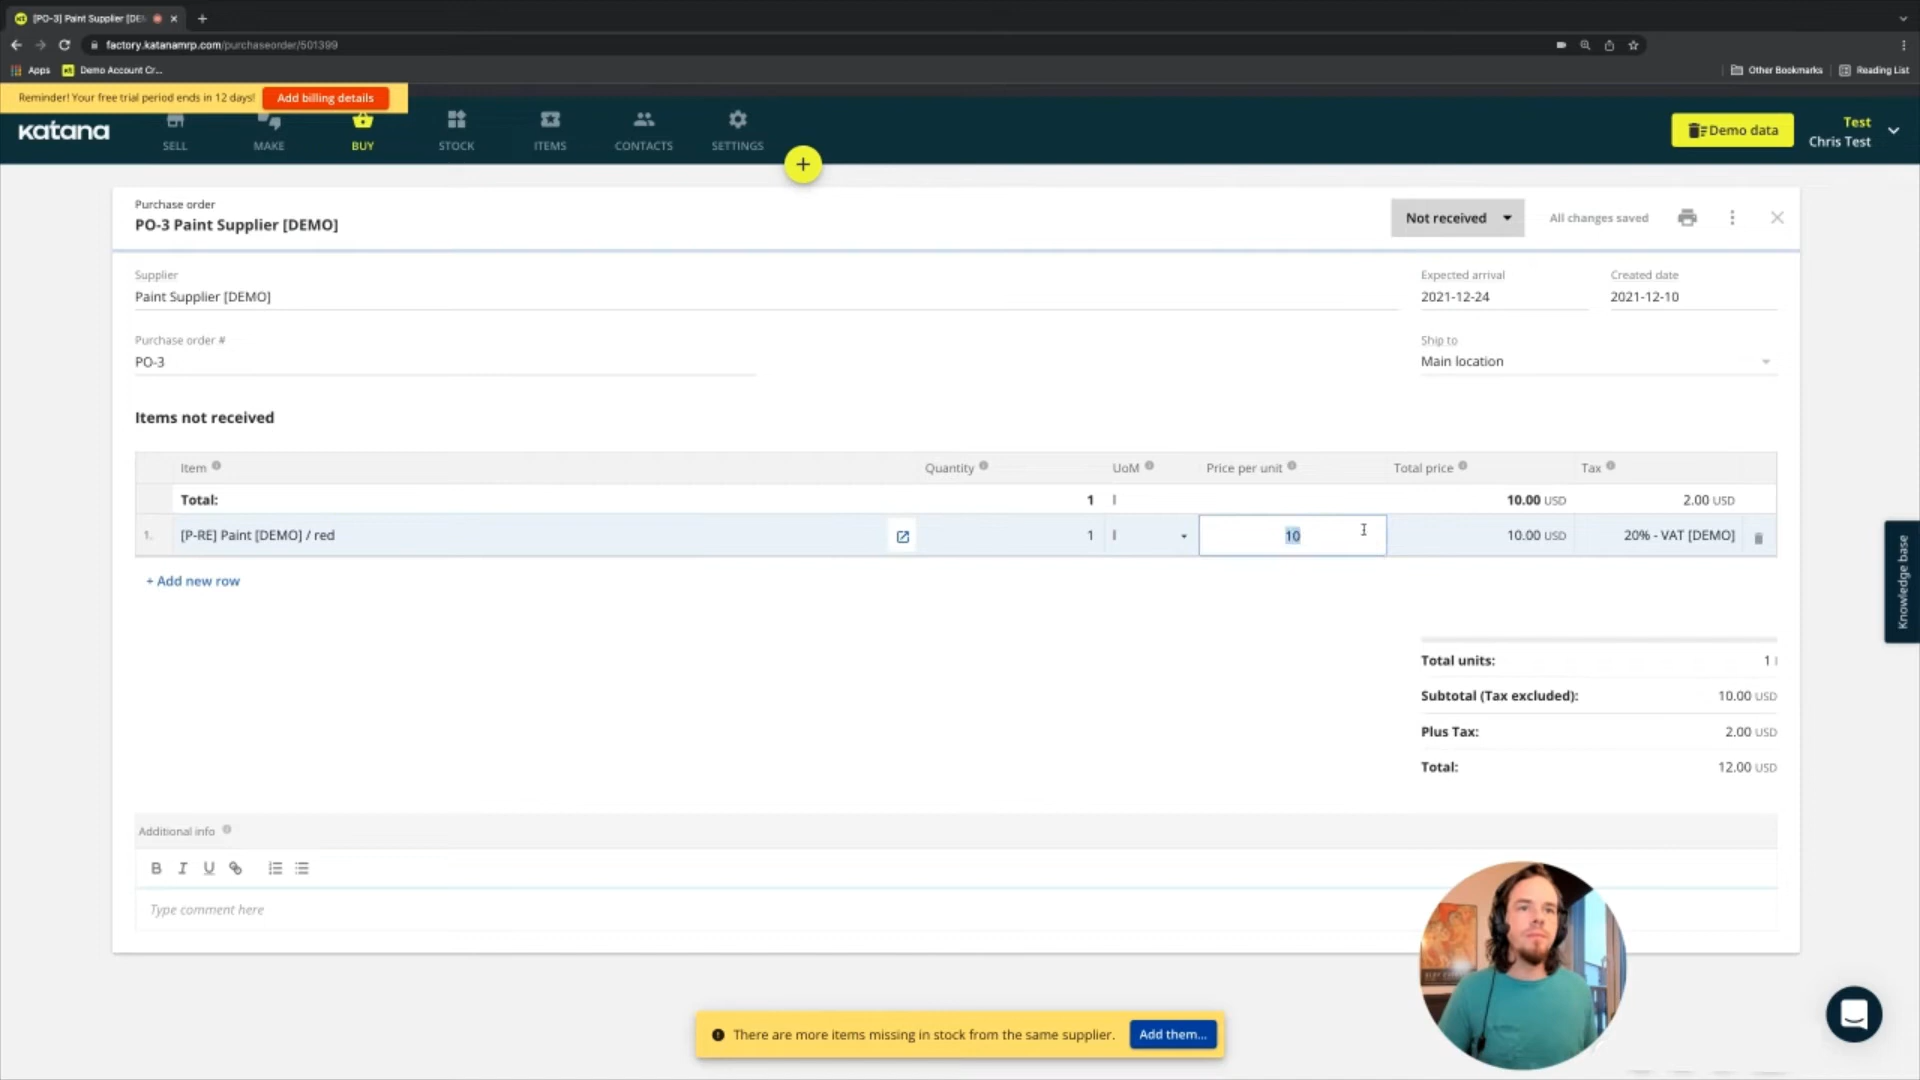 [PO-3] Paint Supplier [DE
factory.katanamrp.com/purchaseorder/501399
Apps
Demo Account Cr...
Other Bookmarks
Reading List
Reminder! Your free trial period ends in 12 days!
Add billing details
katana
SELL
MAKE
BUY
STOCK
ITEMS
CONTACTS
SETTINGS
+
Demo data
Test
Chris Test
Purchase order
PO-3 Paint Supplier [DEMO]
Not received
All changes saved
Supplier
Paint Supplier [DEMO]
Expected arrival
2021-12-24
Created date
2021-12-10
Purchase order #
PO-3
Ship to
Main location
Items not received
Item Quantity UoM Price per unit Total price Tax
Total: 1 l 10.00 USD 2.00 USD
1. [P-RE] Paint [DEMO] / red 1 l 10 10.00 USD 20% - VAT [DEMO]
+ Add new row
Total units: 1 l
Subtotal (Tax excluded): 10.00 USD
Plus Tax: 2.00 USD
Total: 12.00 USD
Additional info
B I U
Type comment here
Knowledge base
There are more items missing in stock from the same supplier.
Add them...